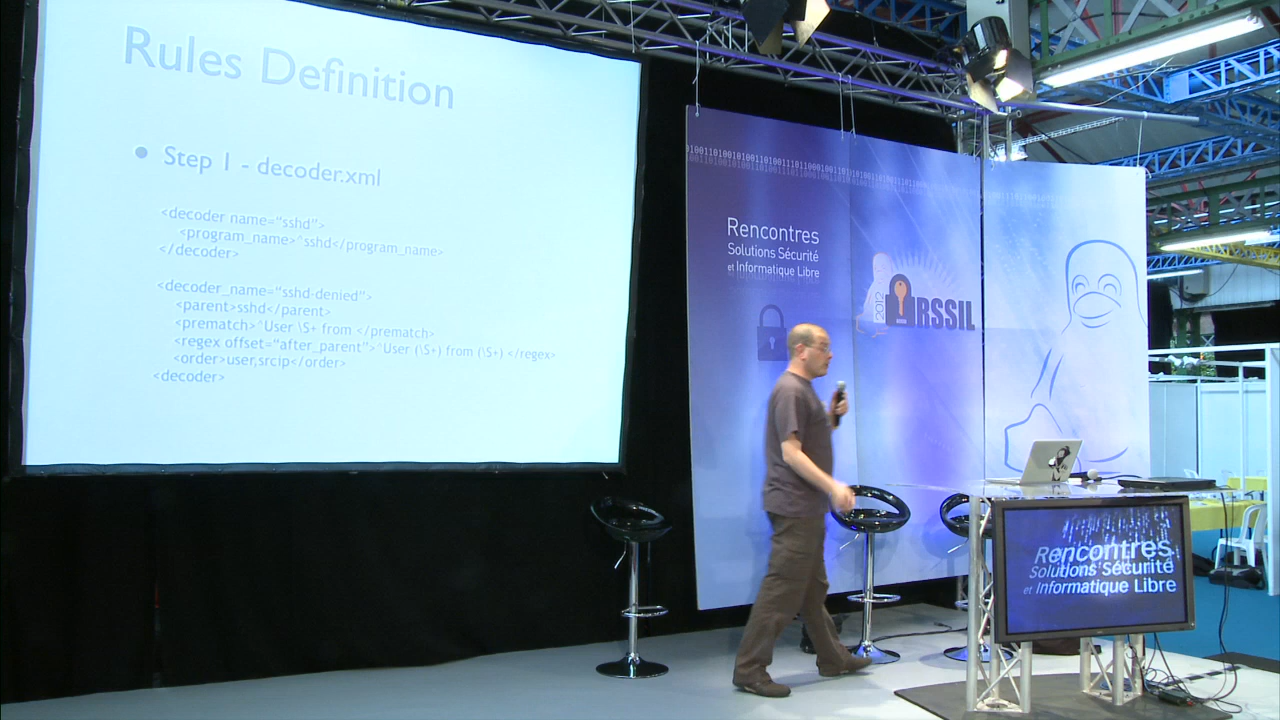 Rules Definition
• Step 1 - decoder.xml
<decoder name="sshd">
<program_name>^sshd</program_name>
</decoder>
<decoder_name="sshd-denied">
<parent>sshd</parent>
<prematch>^User \S+ from </prematch>
<regex offset="after_parent">^User (\S+) from (\S+) </regex>
<order>user,srcip</order>
<decoder>
Rencontres
Solutions Sécurité
et Informatique Libre
2012
RSSIL
Rencontres
Solutions Sécurité
et Informatique Libre